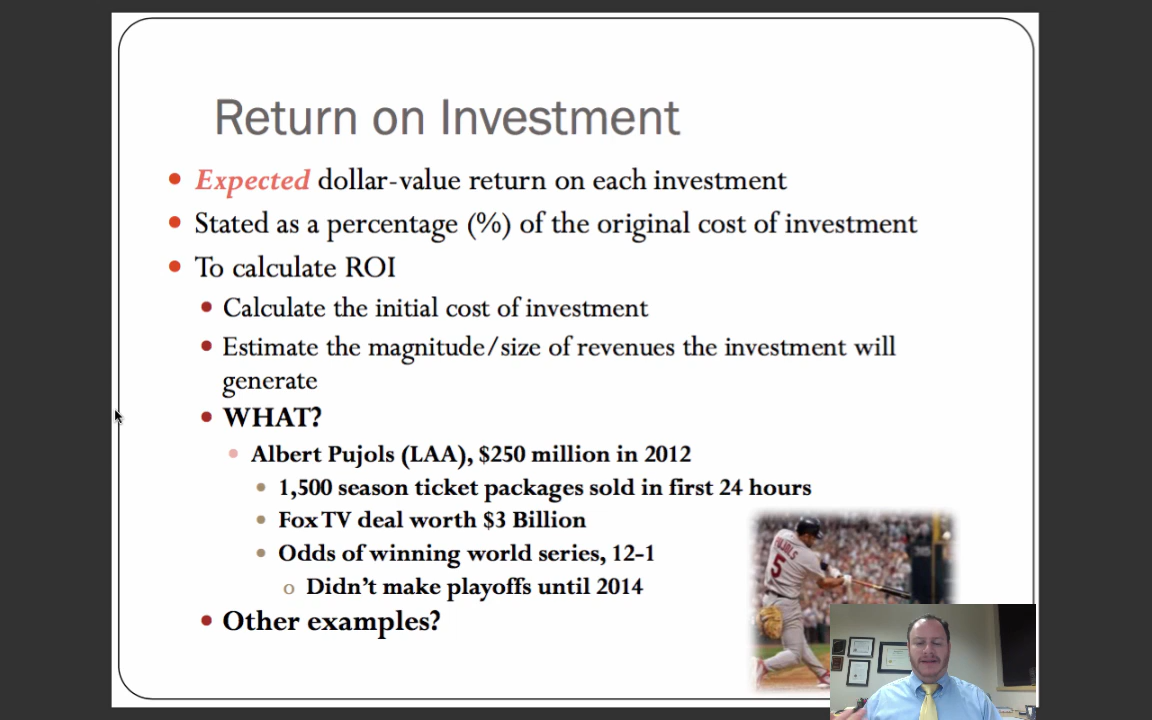 Return on Investment
Expected dollar-value return on each investment
Stated as a percentage (%) of the original cost of investment
To calculate ROI
Calculate the initial cost of investment
Estimate the magnitude/size of revenues the investment will
generate
WHAT?
Albert Pujols (LAA), $250 million in 2012
1,500 season ticket packages sold in first 24 hours
Fox TV deal worth $3 Billion
Odds of winning world series, 12-1
Didn't make playoffs until 2014
Other examples?
PUJOLS
5